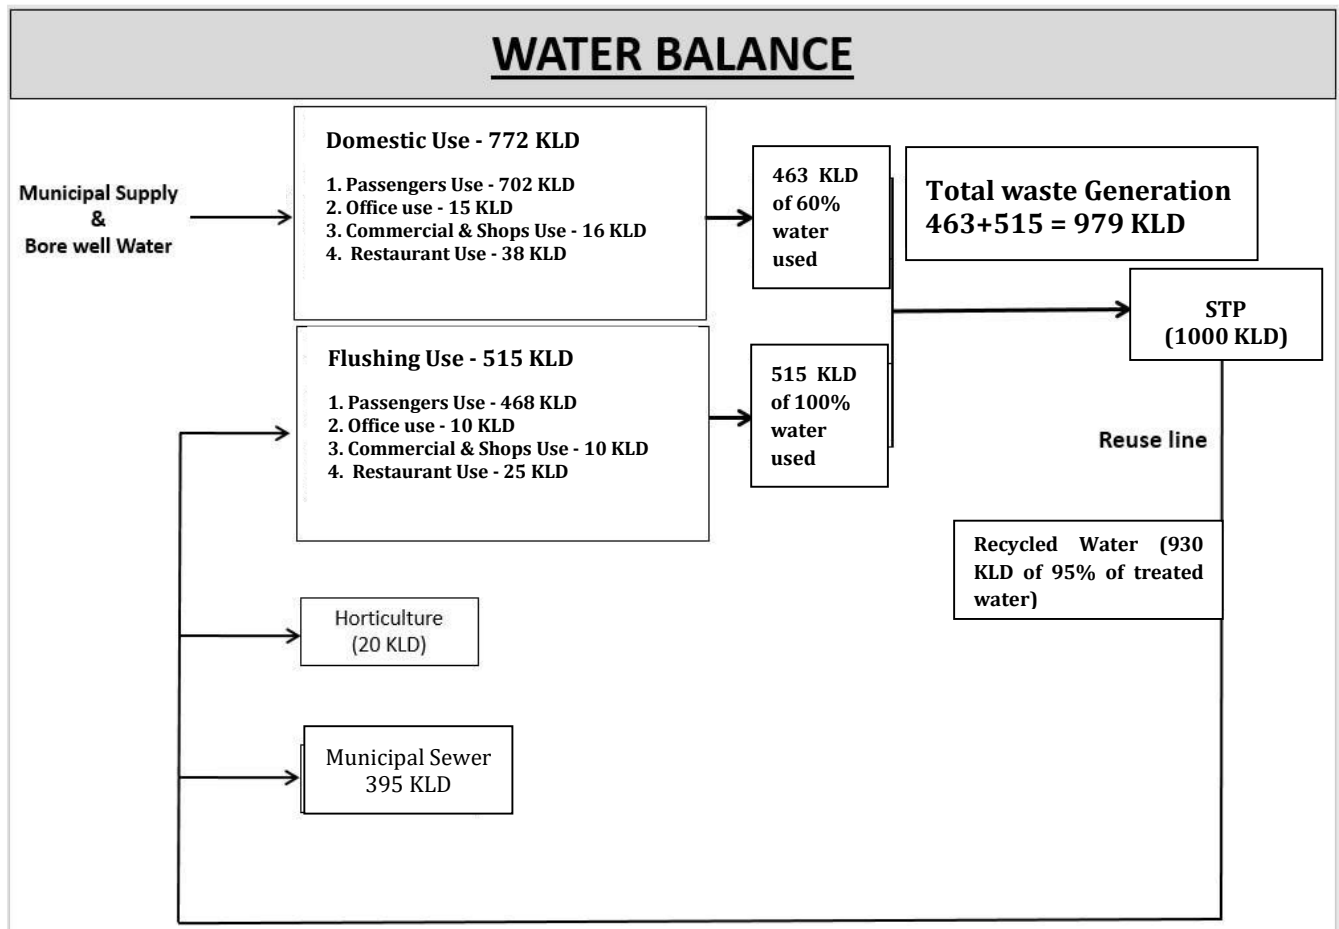 WATER BALANCE
Municipal Supply
&
Bore well Water
Domestic Use - 772 KLD
1. Passengers Use - 702 KLD
2. Office use - 15 KLD
3. Commercial & Shops Use - 16 KLD
4. Restaurant Use - 38 KLD
463 KLD
of 60%
water
used
Total waste Generation
463+515 = 979 KLD
STP
(1000 KLD)
Flushing Use - 515 KLD
1. Passengers Use - 468 KLD
2. Office use - 10 KLD
3. Commercial & Shops Use - 10 KLD
4. Restaurant Use - 25 KLD
515 KLD
of 100%
water
used
Reuse line
Recycled Water (930
KLD of 95% of treated
water)
Horticulture
(20 KLD)
Municipal Sewer
395 KLD